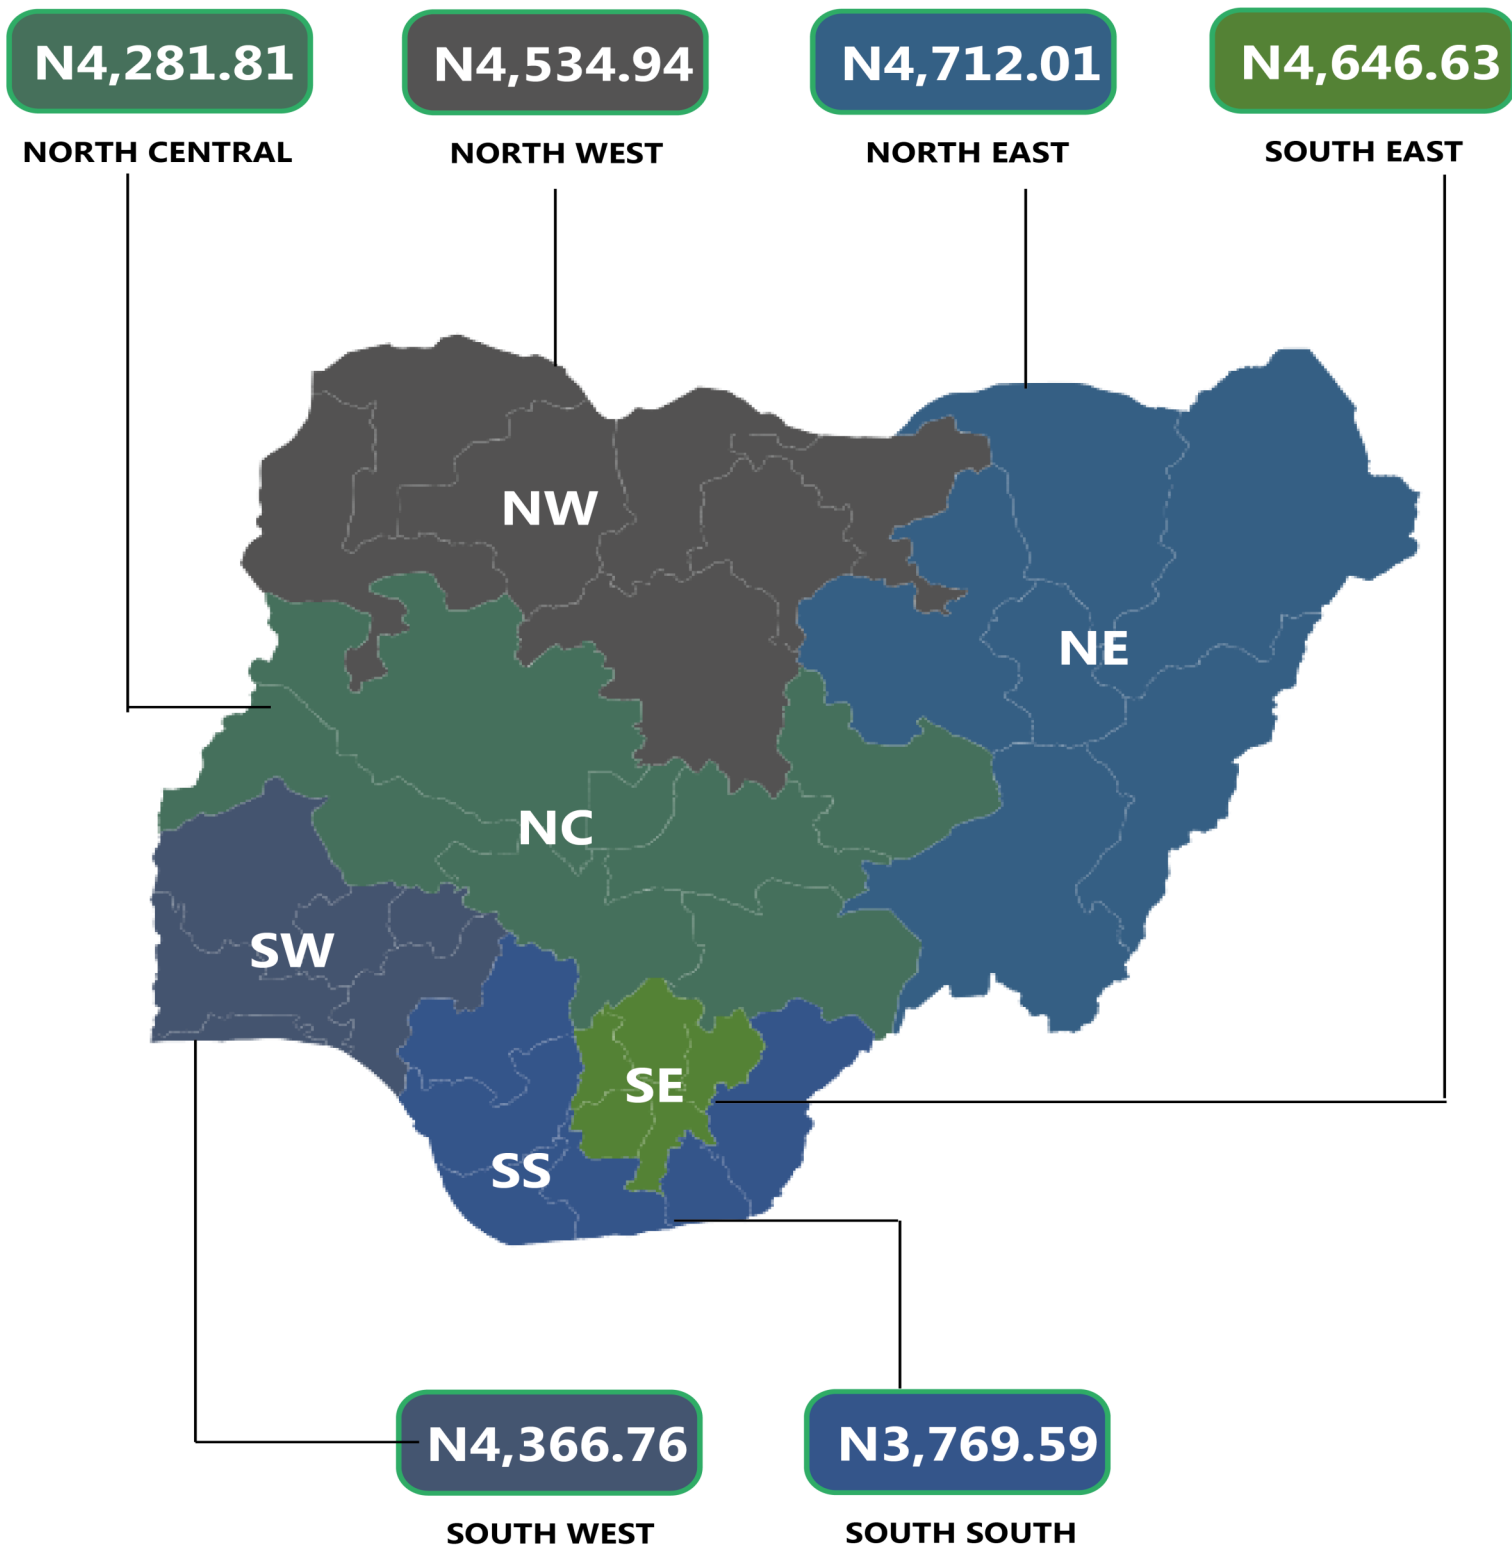 N4,281.81
N4,534.94
N4,712.01
N4,646.63
NORTH CENTRAL
NORTH WEST
NORTH EAST
SOUTH EAST
NW
NE
NC
SW
SE
SS
N4,366.76
N3,769.59
SOUTH WEST
SOUTH SOUTH